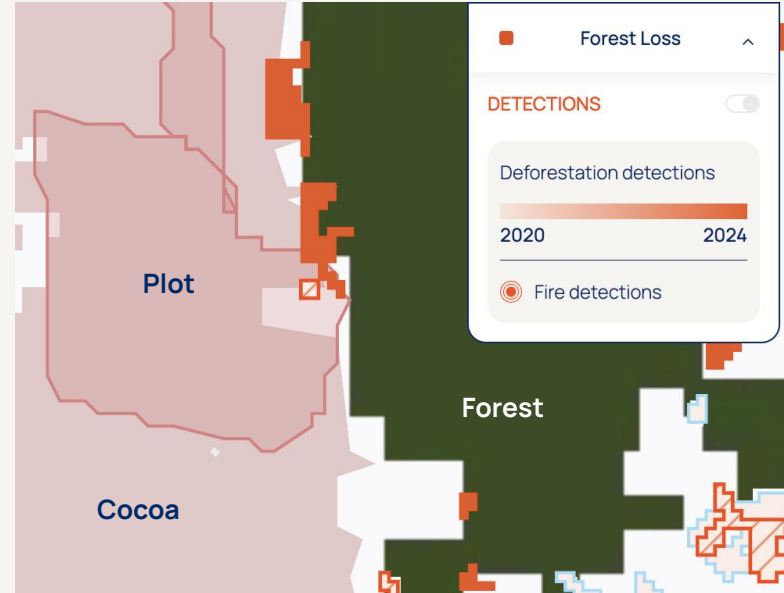 Forest Loss
DETECTIONS
Deforestation detections
2020 2024
Fire detections
Plot
Forest
Cocoa